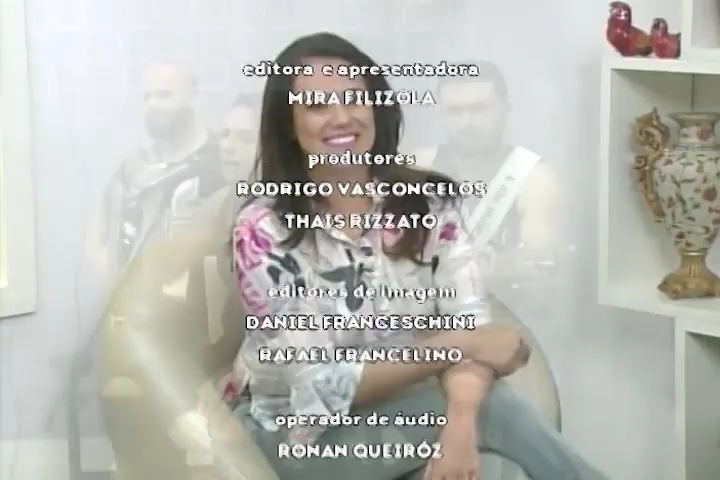 editora e apresentadora
MIRA FILIZOLA
produtores
RODRIGO VASCONCELOS
THAIS RIZZATO
editores de imagem
DANIEL FRANCESCHINI
RAFAEL FRANCELINO
operador de áudio
RONAN QUEIRÓZ